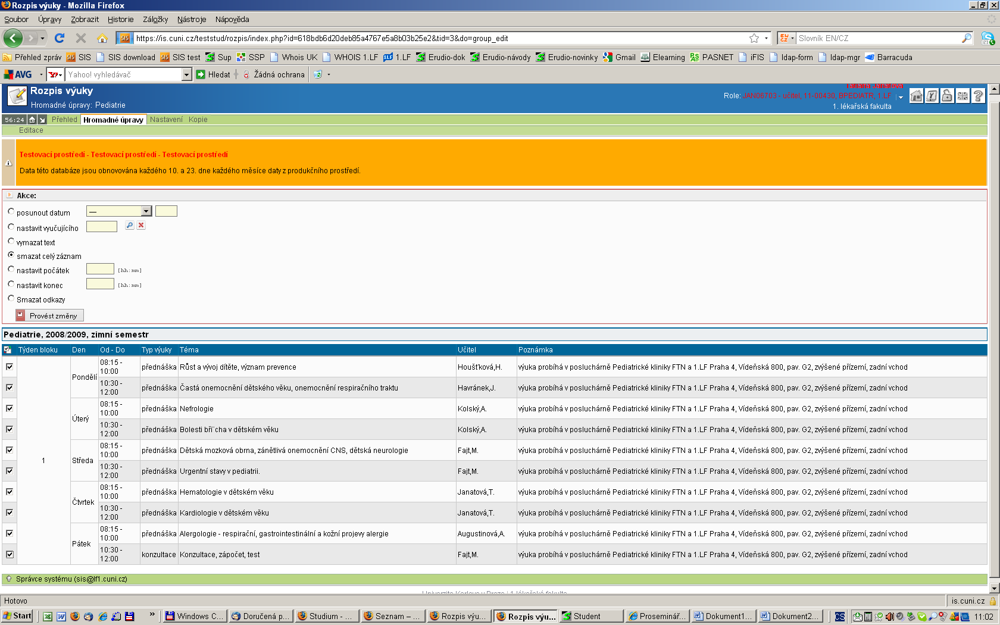 Rozpis výuky - Mozilla Firefox
Soubor Úpravy Zobrazit Historie Záložky Nástroje Nápověda
SIS https://is.cuni.cz/teststud/rozpis/index.php?id=618bdb6d20deb85a4767e5a8b03b25e2&tid=3&do=group_edit Slovník EN/CZ
Přehled zpráv SIS SIS download SIS test Sup SSP Whois UK WHOIS 1.LF 1.LF Erudio-dok Erudio-návody Erudio-novinky Gmail Elearning PASNET iFIS ldap-form ldap-mgr Barracuda
AVG Yahoo! vyhledávač Hledat Žádná ochrana
Rozpis výuky
Hromadné úpravy: Pediatrie
Role: JAN06703 - učitel, 11-00430, BPEDIATR, 1.LF
1. lékařská fakulta
56:24 Přehled Hromadné úpravy Nastavení Kopie
Editace
Testovací prostředí - Testovací prostředí - Testovací prostředí
Data této databáze jsou obnovována každého 10. a 23. dne každého měsíce daty z produkčního prostředí.
Akce:
posunout datum —
nastavit vyučujícího
vymazat text
smazat celý záznam
nastavit počátek [hh:mm]
nastavit konec [hh:mm]
Smazat odkazy
Provést změny
Pediatrie, 2008/2009, zimní semestr
Týden bloku Den Od - Do Typ výuky Téma Učitel Poznámka
1
Pondělí
08:15 - 10:00 přednáška Růst a vývoj dítěte, význam prevence Houšťková,H. výuka probíhá v posluchárně Pediatrické kliniky FTN a 1.LF Praha 4, Vídeňská 800, pav. G2, zvýšené přízemí, zadní vchod
10:30 - 12:00 přednáška Častá onemocnění dětského věku, onemocnění respiračního traktu Havránek,J. výuka probíhá v posluchárně Pediatrické kliniky FTN a 1.LF Praha 4, Vídeňská 800, pav. G2, zvýšené přízemí, zadní vchod
Úterý
08:15 - 10:00 přednáška Nefrologie Kolský,A. výuka probíhá v posluchárně Pediatrické kliniky FTN a 1.LF Praha 4, Vídeňská 800, pav. G2, zvýšené přízemí, zadní vchod
10:30 - 12:00 přednáška Bolesti bří¨cha v dětském věku Kolský,A. výuka probíhá v posluchárně Pediatrické kliniky FTN a 1.LF Praha 4, Vídeňská 800, pav. G2, zvýšené přízemí, zadní vchod
Středa
08:15 - 10:00 přednáška Dětská mozková obrna, zánětlivá onemocnění CNS, dětská neurologie Fajt,M. výuka probíhá v posluchárně Pediatrické kliniky FTN a 1.LF Praha 4, Vídeňská 800, pav. G2, zvýšené přízemí, zadní vchod
10:30 - 12:00 přednáška Urgentní stavy v pediatrii. Fajt,M. výuka probíhá v posluchárně Pediatrické kliniky FTN a 1.LF Praha 4, Vídeňská 800, pav. G2, zvýšené přízemí, zadní vchod
Čtvrtek
08:15 - 10:00 přednáška Hematologie v dětském věku Janatová,T. výuka probíhá v posluchárně Pediatrické kliniky FTN a 1.LF Praha 4, Vídeňská 800, pav. G2, zvýšené přízemí, zadní vchod
10:30 - 12:00 přednáška Kardiologie v dětském věku Janatová,T. výuka probíhá v posluchárně Pediatrické kliniky FTN a 1.LF Praha 4, Vídeňská 800, pav. G2, zvýšené přízemí, zadní vchod
Pátek
08:15 - 10:00 přednáška Alergologie - respirační, gastrointestinální a kožní projevy alergie Augustinová,A. výuka probíhá v posluchárně Pediatrické kliniky FTN a 1.LF Praha 4, Vídeňská 800, pav. G2, zvýšené přízemí, zadní vchod
10:30 - 12:00 konzultace Konzultace, zápočet, test Fajt,M. výuka probíhá v posluchárně Pediatrické kliniky FTN a 1.LF Praha 4, Vídeňská 800, pav. G2, zvýšené přízemí, zadní vchod
Správce systému (sis@lf1.cuni.cz)
Hotovo is.cuni.cz
Start » Windows C... Doručená p... Studium - ... Seznam – ... Rozpis výu... Rozpis výu... Student Proseminář... Dokument1... Dokument2... CS 11:02